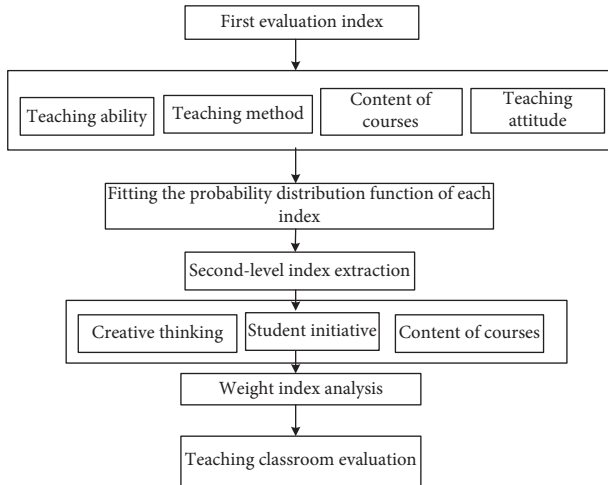 First evaluation index
Teaching ability
Teaching method
Content of
courses
Teaching
attitude
Fitting the probability distribution function of each
index
Second-level index extraction
Creative thinking
Student initiative
Content of courses
Weight index analysis
Teaching classroom evaluation